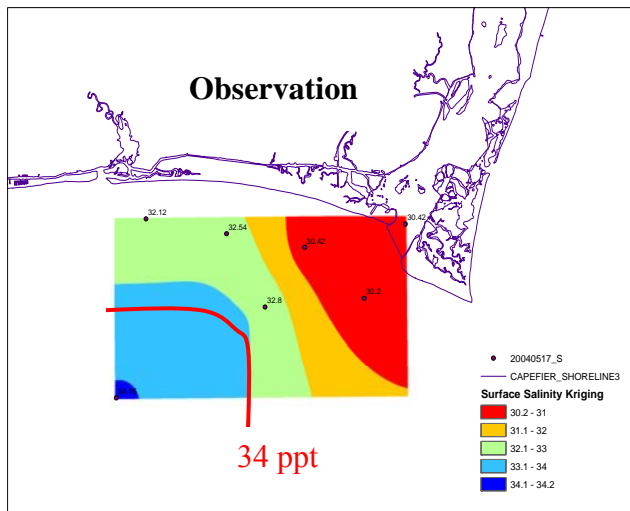 Observation
32.12
32.54
30.42
30.42
32.8
30.2
34 ppt
20040517_S
CAPEFIER_SHORELINE3
Surface Salinity Kriging
30.2 - 31
31.1 - 32
32.1 - 33
33.1 - 34
34.1 - 34.2